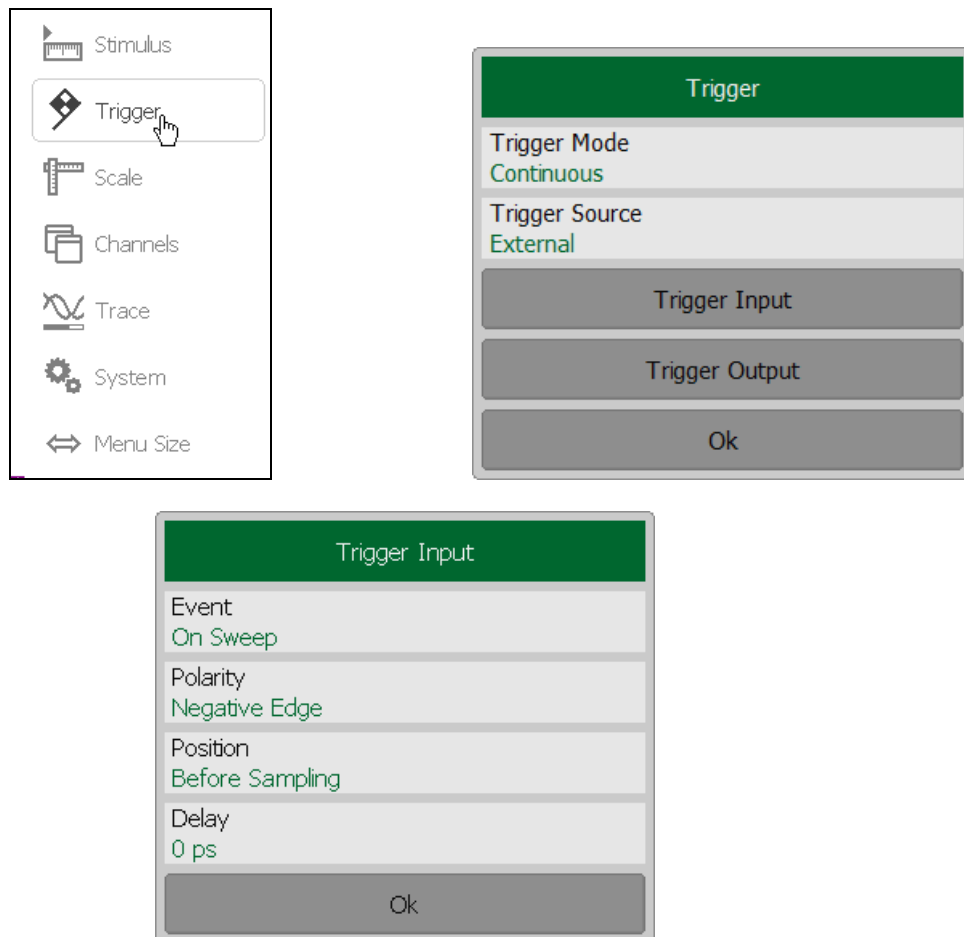 Stimulus
Trigger
Scale
Channels
Trace
System
Menu Size
Trigger
Trigger Mode
Continuous
Trigger Source
External
Trigger Input
Trigger Output
Ok
Trigger Input
Event
On Sweep
Polarity
Negative Edge
Position
Before Sampling
Delay
0 ps
Ok